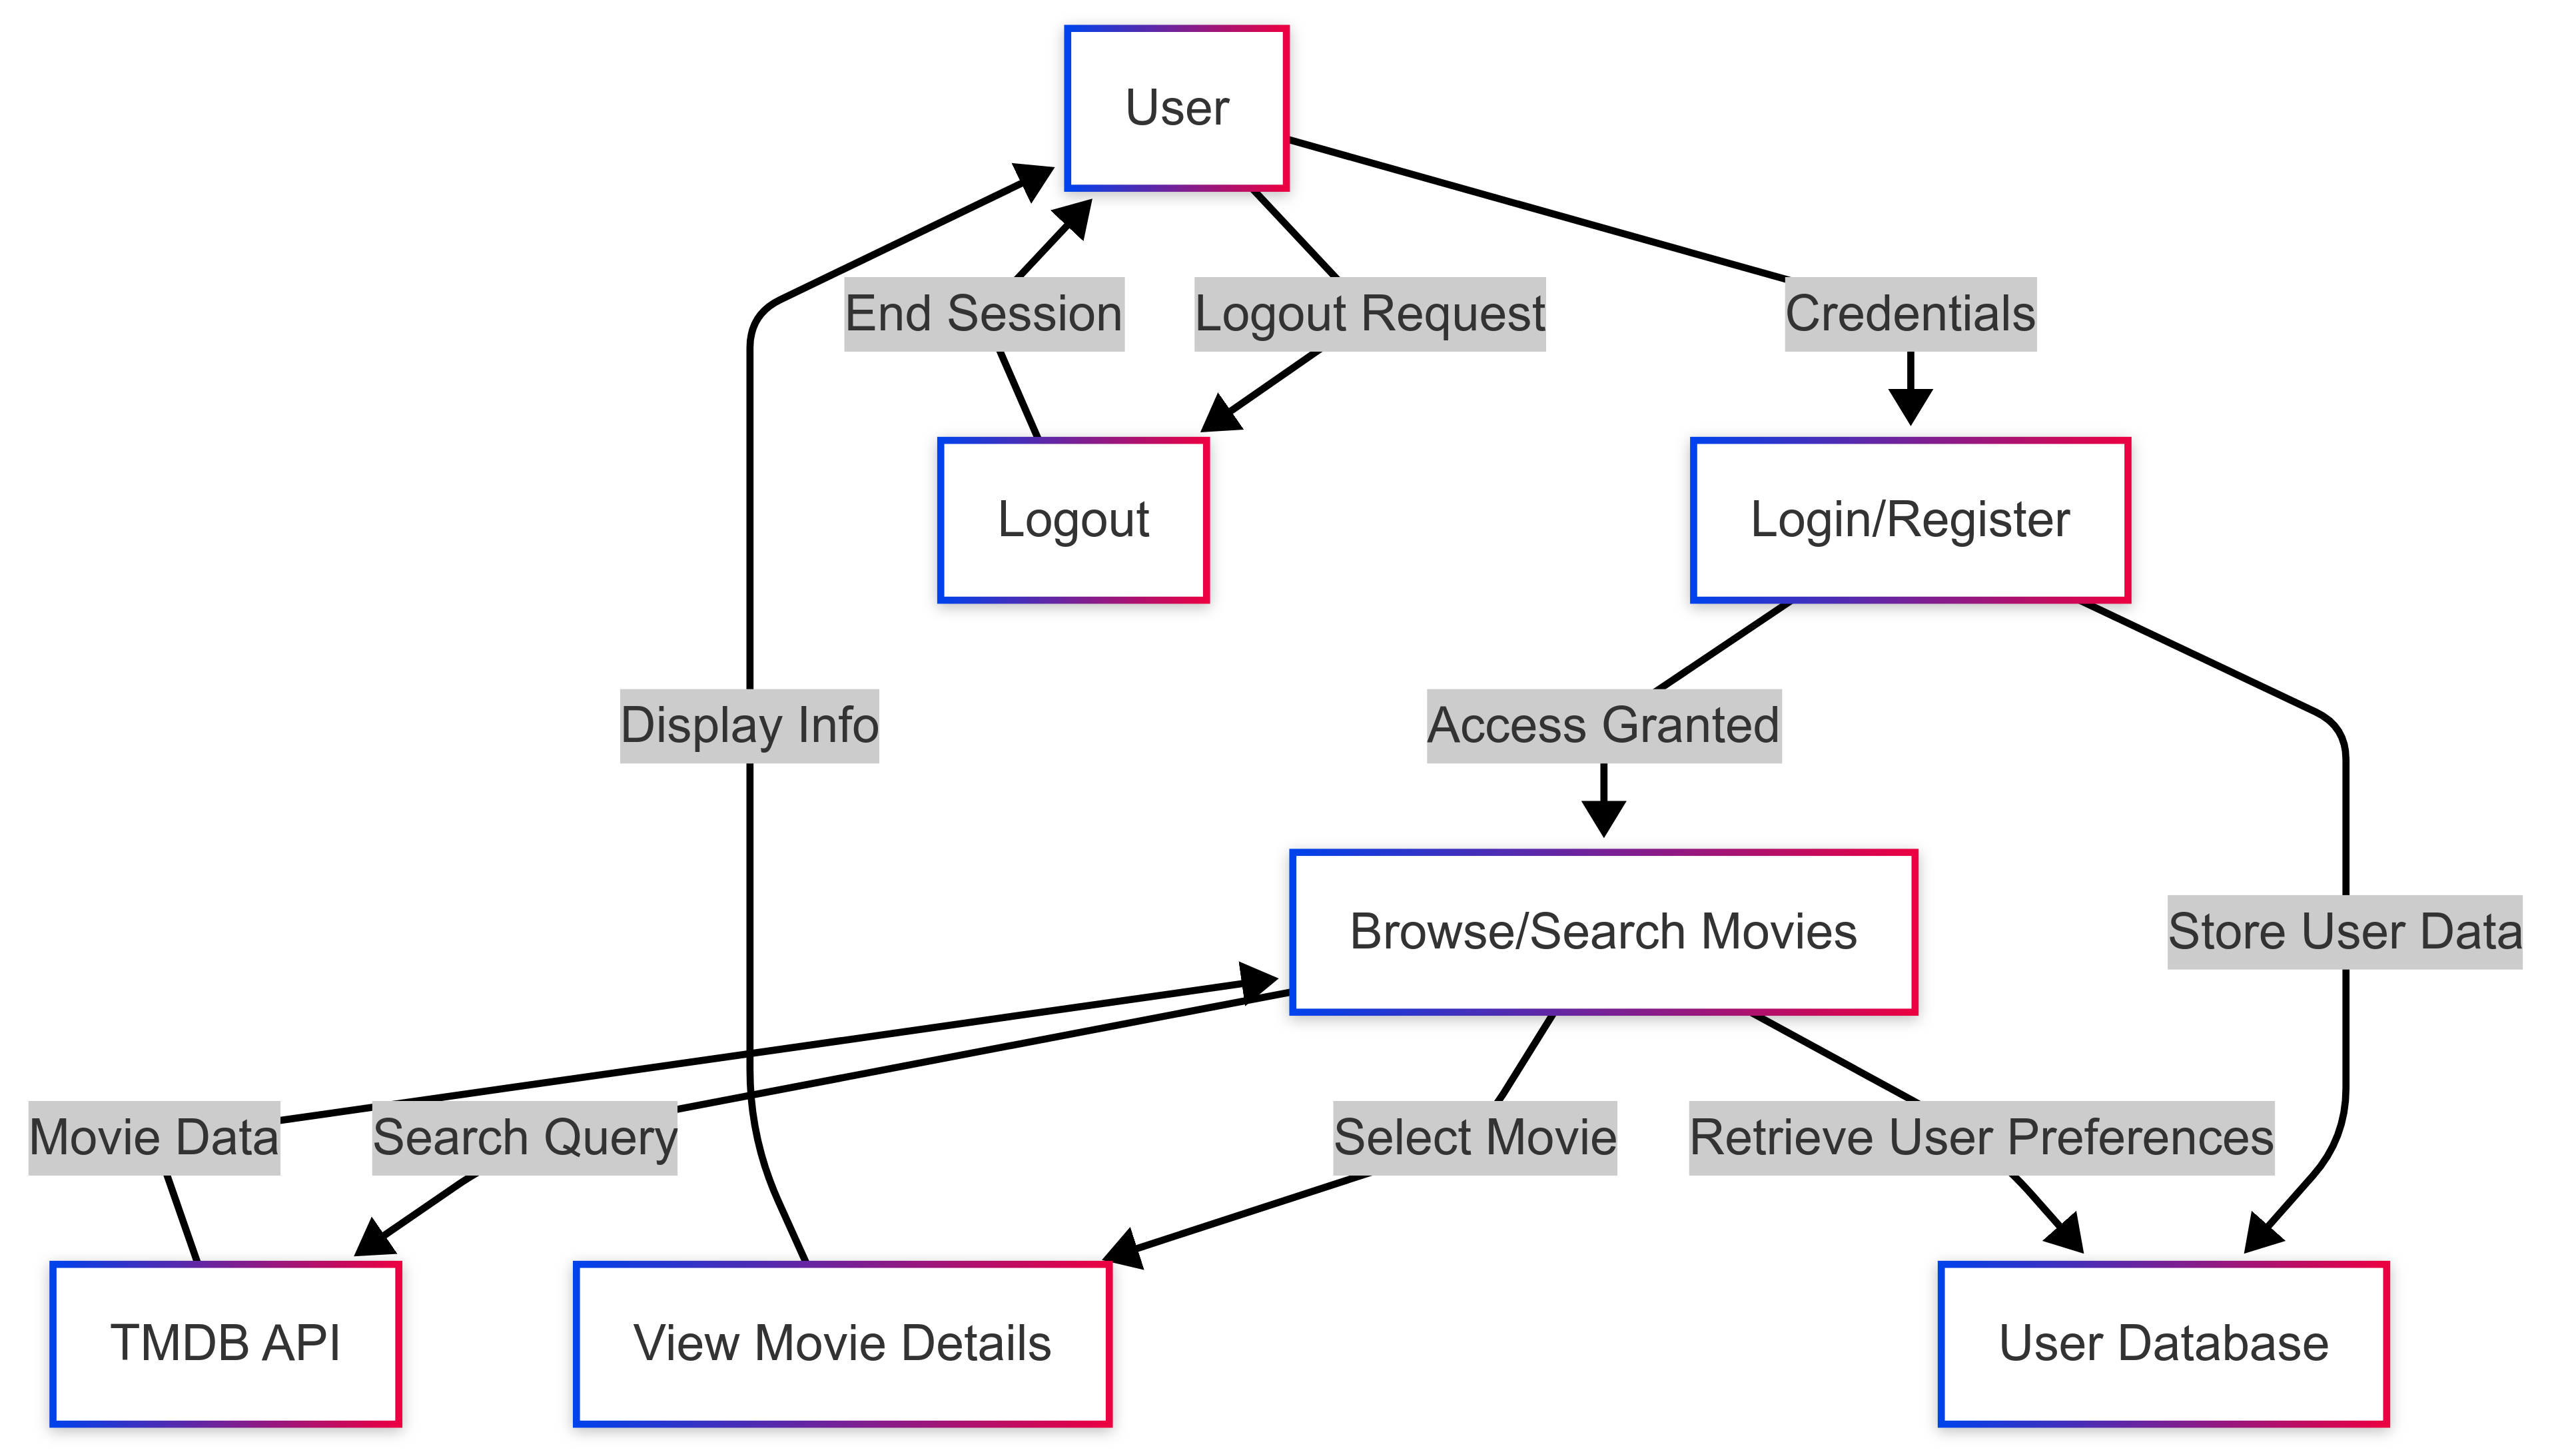 User
End Session
Logout Request
Credentials
Logout
Login/Register
Display Info
Access Granted
Browse/Search Movies
Store User Data
Movie Data
Search Query
Select Movie
Retrieve User Preferences
TMDB API
View Movie Details
User Database